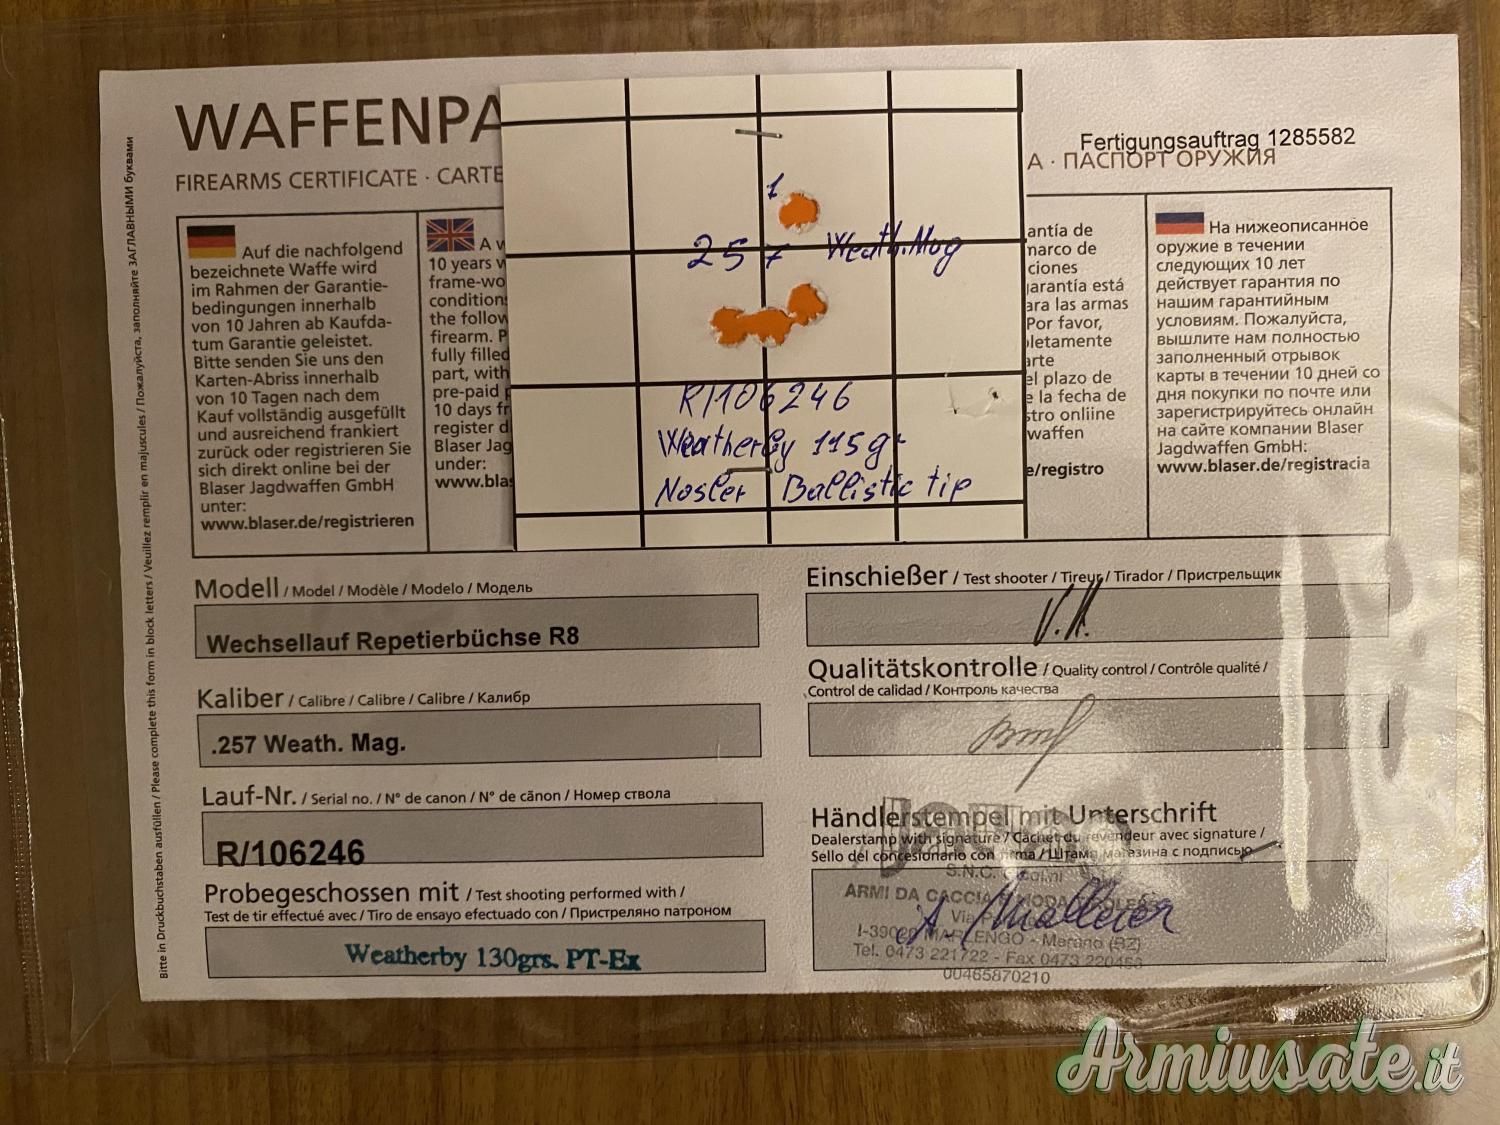 WAFFENPA
FIREARMS CERTIFICATE · CARTE
А · ПАСПОРТ ОРУЖИЯ
Fertigungsauftrag 1285582
Bitte in Druckbuchstaben ausfüllen / Please complete this form in block letters / Veuillez remplir en majuscules / Пожалуйста, заполняйте ЗАГЛАВНЫМИ буквами
Auf die nachfolgend
bezeichnete Waffe wird
im Rahmen der Garantie-
bedingungen innerhalb
von 10 Jahren ab Kaufda-
tum Garantie geleistet.
Bitte senden Sie uns den
Karten-Abriss innerhalb
von 10 Tagen nach dem
Kauf vollständig ausgefüllt
und ausreichend frankiert
zurück oder registrieren Sie
sich direkt online bei der
Blaser Jagdwaffen GmbH
unter:
www.blaser.de/registrieren
A w
10 years w
frame-wo
condition
the follow
firearm. P
fully filled
part, with
pre-paid
10 days fr
register d
Blaser Jag
under:
www.blas
1
257 Weath.Mag
R/106246
Weatherby 115gr
Nosler Ballistic tip
antía de
marco de
ciones
arantía está
ara las armas
Por favor,
letamente
arte
el plazo de
e la fecha de
stro onliine
waffen
e/registro
На нижеописанное
оружие в течении
следующих 10 лет
действует гарантия по
нашим гарантийным
условиям. Пожалуйста,
вышлите нам полностью
заполненный отрывок
карты в течении 10 дней со
дня покупки по почте или
зарегистрируйтесь онлайн
на сайте компании Blaser
Jagdwaffen GmbH:
www.blaser.de/registracia
Modell / Model / Modèle / Modelo / Модель
Wechsellauf Repetierbüchse R8
Kaliber / Calibre / Calibre / Calibre / Калибр
.257 Weath. Mag.
Lauf-Nr. / Serial no. / N° de canon / N° de cãnon / Номер ствола
R/106246
Probegeschossen mit / Test shooting performed with /
Test de tir effectué avec / Tiro de ensayo efectuado con / Пристреляно патроном
Weatherby 130grs. PT-Ex
Einschießer / Test shooter / Tireur / Tirador / Пристрельщик
Qualitätskontrolle / Quality control / Contrôle qualité /
Control de calidad / Контроль качества
Händlerstempel mit Unterschrift
Dealerstamp with signature / Cachet du revendeur avec signature /
Sello del concesionario con firma / Штамп магазина с подписью
S.N.C.
ARMI DA CACCIA
Via
I-39020 MARLENGO - Merano (BZ)
Tel. 0473 221722 - Fax 0473 220453
00465870210
Armiusate.it